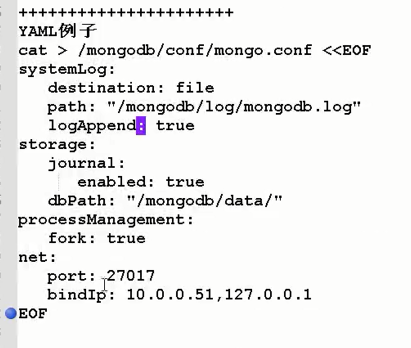 ++++++++++++++++++++++
YAML例子
cat > /mongodb/conf/mongo.conf <<EOF
systemLog:
   destination: file
   path: "/mongodb/log/mongodb.log"
   logAppend: true
storage:
   journal:
      enabled: true
   dbPath: "/mongodb/data/"
processManagement:
   fork: true
net:
   port: 27017
   bindIp: 10.0.0.51,127.0.0.1
EOF